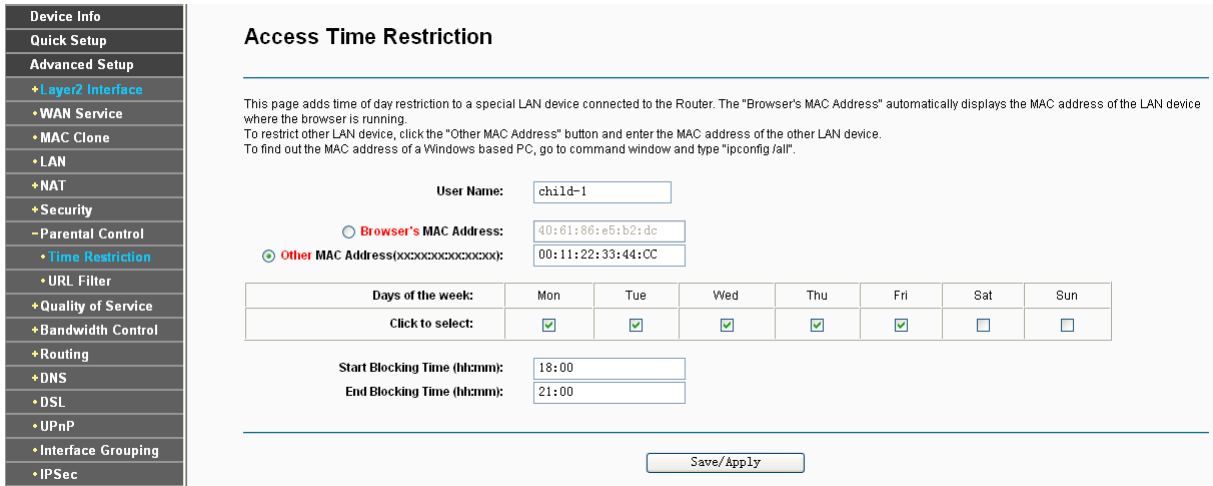 Device Info
Quick Setup
Advanced Setup
+Layer2 Interface
•WAN Service
•MAC Clone
•LAN
+NAT
+Security
−Parental Control
•Time Restriction
•URL Filter
+Quality of Service
+Bandwidth Control
+Routing
+DNS
•DSL
•UPnP
•Interface Grouping
•IPSec
Access Time Restriction
This page adds time of day restriction to a special LAN device connected to the Router. The "Browser's MAC Address" automatically displays the MAC address of the LAN device
where the browser is running.
To restrict other LAN device, click the "Other MAC Address" button and enter the MAC address of the other LAN device.
To find out the MAC address of a Windows based PC, go to command window and type "ipconfig /all".
User Name: child-1
Browser's MAC Address: 40:61:86:e5:b2:dc
Other MAC Address(xx:xx:xx:xx:xx:xx): 00:11:22:33:44:CC
Days of the week: Mon Tue Wed Thu Fri Sat Sun
Click to select:
Start Blocking Time (hh:mm): 18:00
End Blocking Time (hh:mm): 21:00
Save/Apply